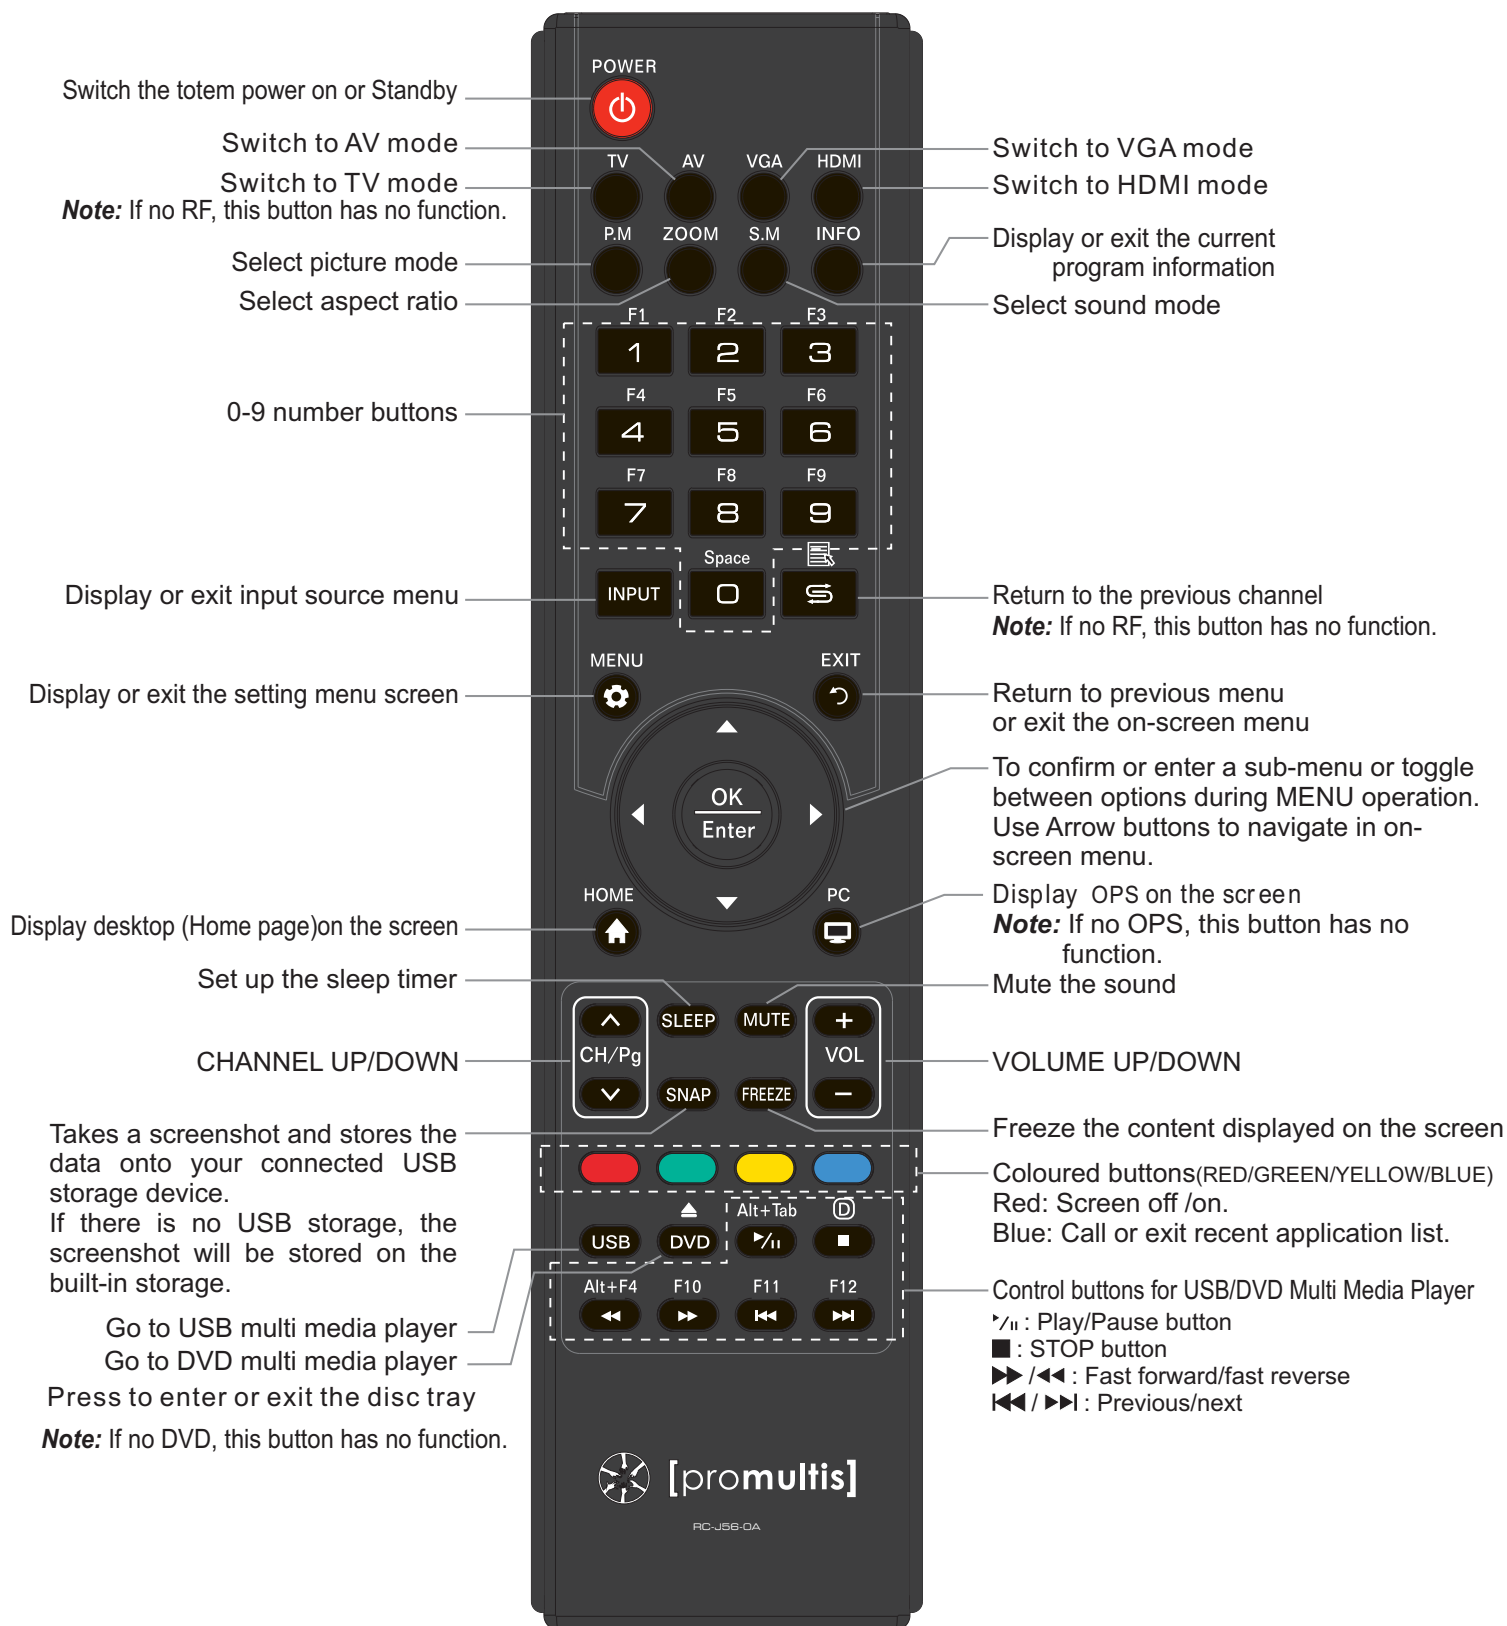 POWER
Switch the totem power on or Standby
Switch to AV mode
Switch to TV mode
Note: If no RF, this button has no function.
TV AV VGA HDMI
Switch to VGA mode
Switch to HDMI mode
P.M ZOOM S.M INFO
Select picture mode
Select aspect ratio
Display or exit the current
program information
Select sound mode
F1 F2 F3
1 2 3
F4 F5 F6
4 5 6
F7 F8 F9
7 8 9
0-9 number buttons
Space
INPUT 0
Display or exit input source menu
Return to the previous channel
Note: If no RF, this button has no function.
MENU EXIT
Display or exit the setting menu screen
Return to previous menu
or exit the on-screen menu
OK
Enter
To confirm or enter a sub-menu or toggle
between options during MENU operation.
Use Arrow buttons to navigate in on-
screen menu.
HOME PC
Display desktop (Home page)on the screen
Display OPS on the screen
Note: If no OPS, this button has no
function.
Set up the sleep timer
Mute the sound
SLEEP MUTE +
CH/Pg VOL
CHANNEL UP/DOWN
VOLUME UP/DOWN
SNAP FREEZE −
Takes a screenshot and stores the
data onto your connected USB
storage device.
If there is no USB storage, the
screenshot will be stored on the
built-in storage.
Freeze the content displayed on the screen
Coloured buttons(RED/GREEN/YELLOW/BLUE)
Red: Screen off /on.
Blue: Call or exit recent application list.
Alt+Tab D
USB DVD
Alt+F4 F10 F11 F12
Go to USB multi media player
Go to DVD multi media player
Press to enter or exit the disc tray
Note: If no DVD, this button has no function.
Control buttons for USB/DVD Multi Media Player
: Play/Pause button
: STOP button
/ : Fast forward/fast reverse
/ : Previous/next
[promultis]
RC-J56-0A